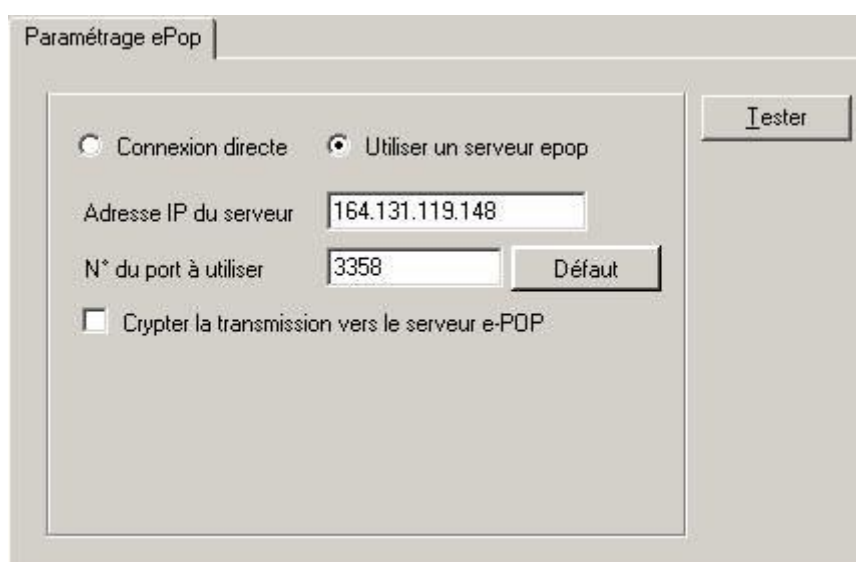 Paramétrage ePop
Tester
Connexion directe Utiliser un serveur epop
Adresse IP du serveur 164.131.119.148
N° du port à utiliser 3358 Défaut
Crypter la transmission vers le serveur e-POP